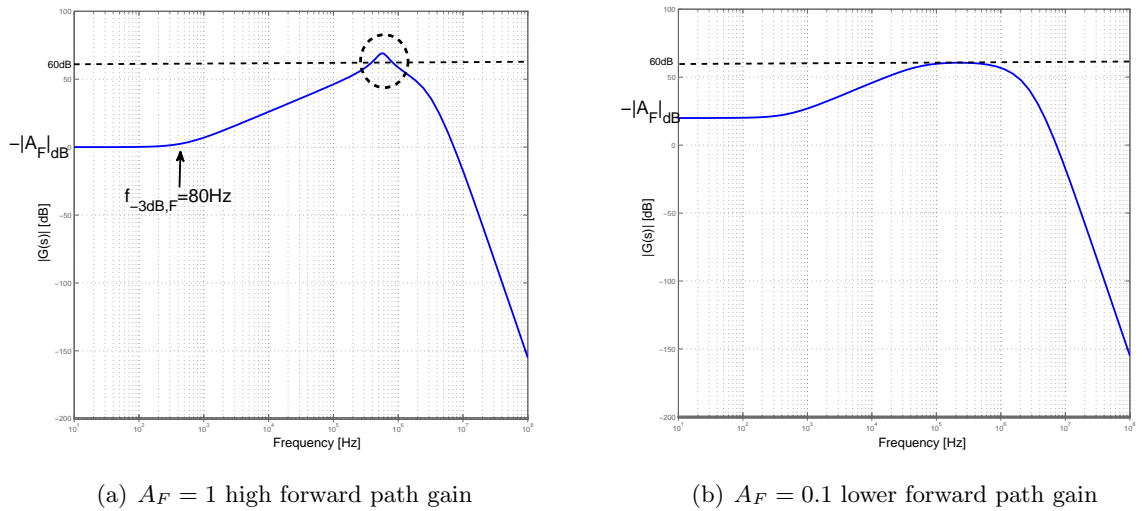 100
60dB
50
−|A_F|_dB
0
f_−3dB,F=80Hz
−50
−100
−150
−200
|G(s)| [dB]
10^1 10^2 10^3 10^4 10^5 10^6 10^7 10^8
Frequency [Hz]
(a) A_F = 1 high forward path gain
100
60dB
50
−|A_F|_dB
0
−50
−100
−150
−200
|G(s)| [dB]
10^1 10^2 10^3 10^4 10^5 10^6 10^7 10^8
Frequency [Hz]
(b) A_F = 0.1 lower forward path gain